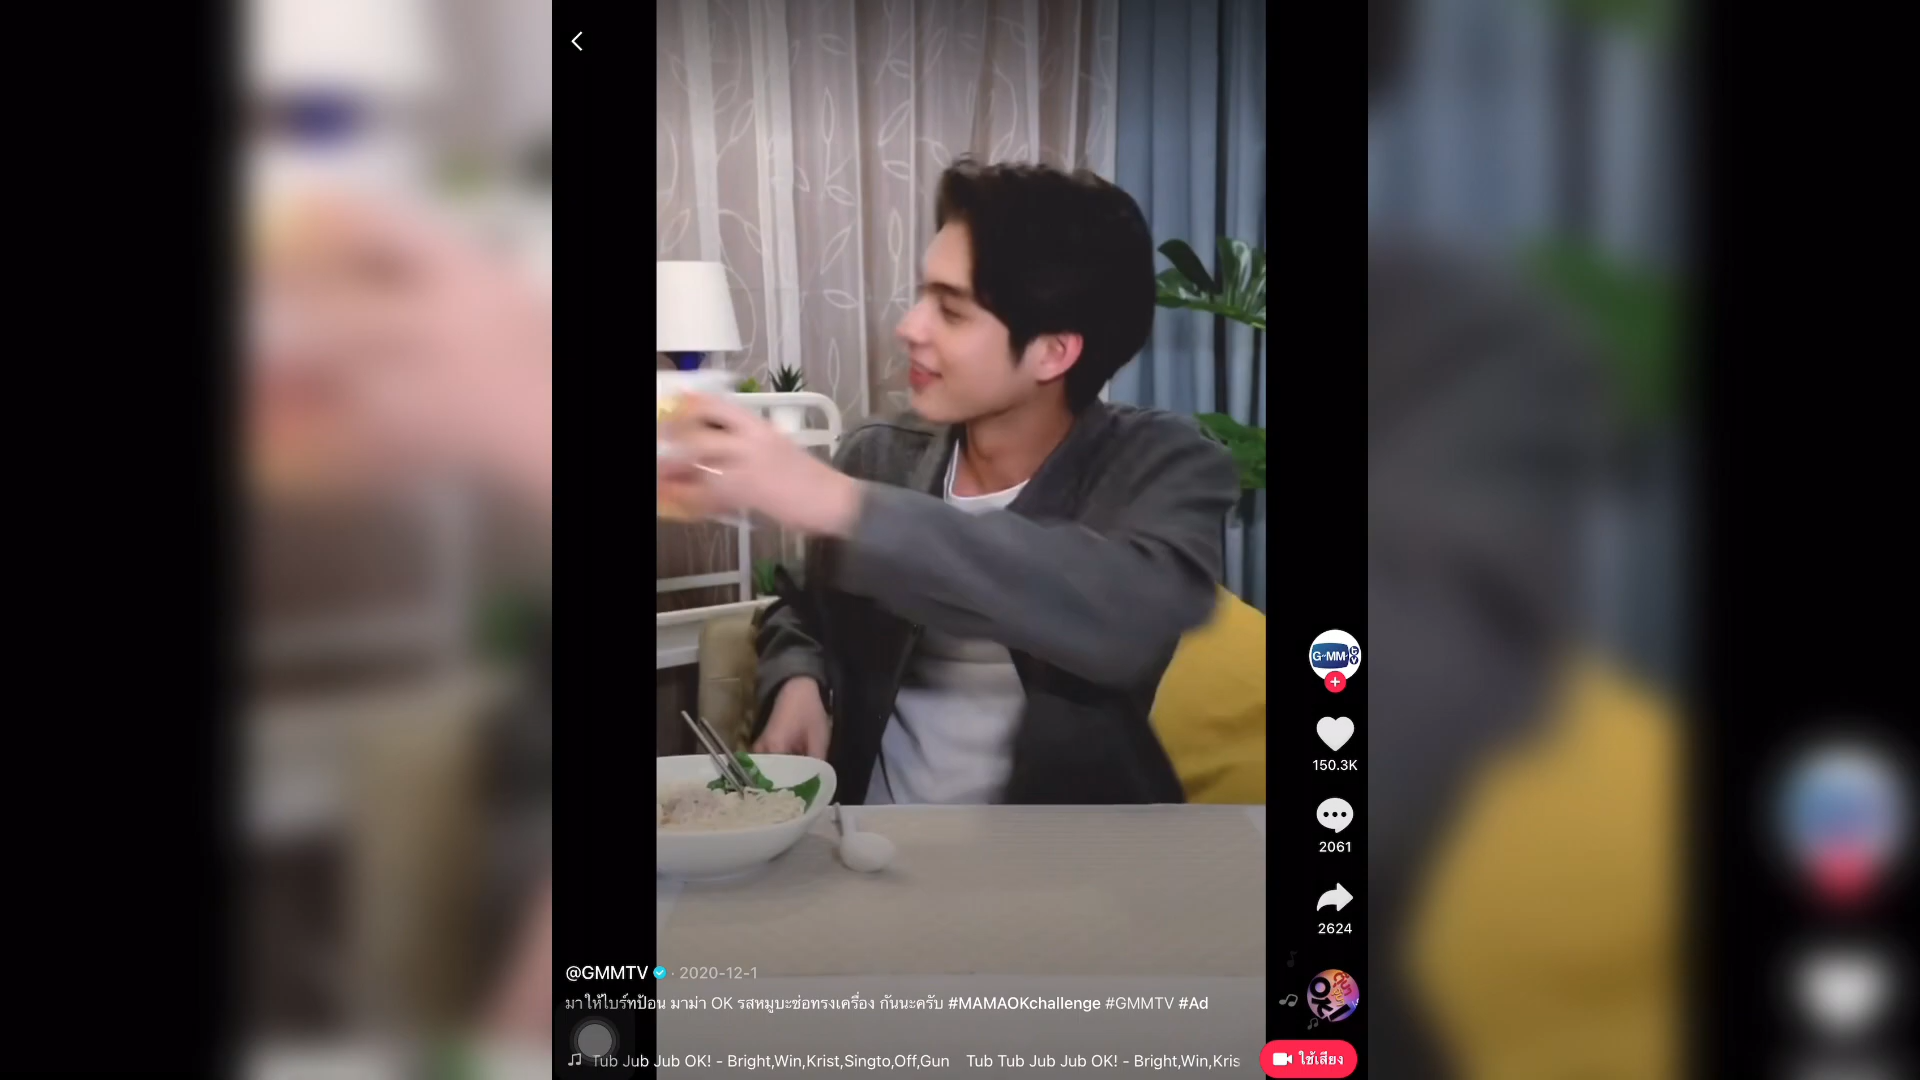 G-MM-
tv
150.3K
2061
2624
@GMMTV · 2020-12-1
มา ให้ไบร์ทป้อน มาม่า OK รสหมูบะช่อทรงเครื่อง กันนะครับ #MAMAOKchallenge #GMMTV #Ad
Tub Jub Jub OK! - Bright,Win,Krist,Singto,Off,Gun Tub Tub Jub Jub OK! - Bright,Win,Kris
ใช้เสียง